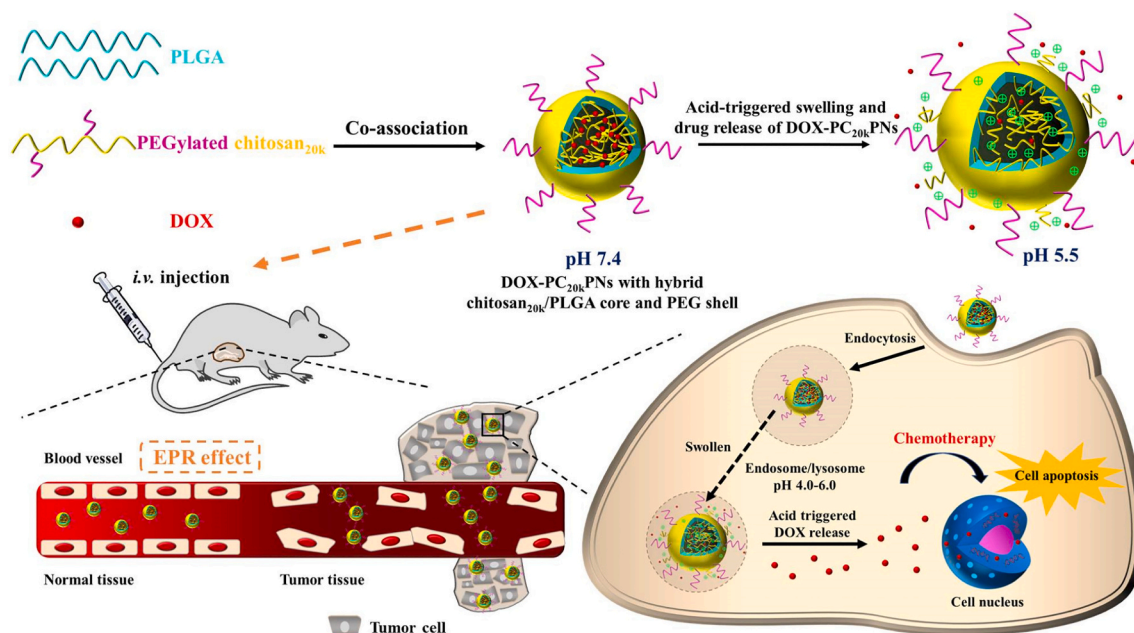 PLGA
PEGylated chitosan20k
DOX
Co-association
Acid-triggered swelling and
drug release of DOX-PC20kPNs
pH 7.4
DOX-PC20kPNs with hybrid
chitosan20k/PLGA core and PEG shell
pH 5.5
i.v. injection
Blood vessel
EPR effect
Normal tissue
Tumor tissue
Tumor cell
Endocytosis
Swollen
Endosome/lysosome
pH 4.0-6.0
Acid triggered
DOX release
Chemotherapy
Cell apoptosis
Cell nucleus